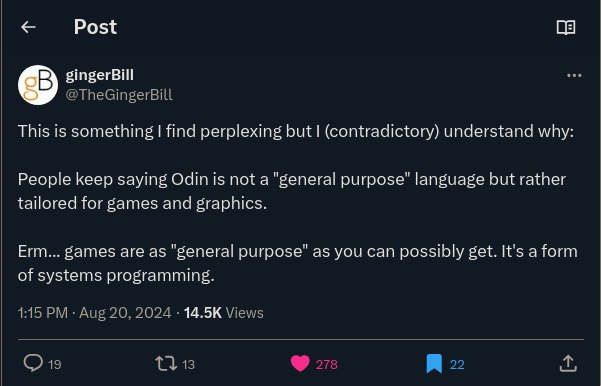 Post
gB
gingerBill
@TheGingerBill
This is something I find perplexing but I (contradictory) understand why:
People keep saying Odin is not a "general purpose" language but rather
tailored for games and graphics.
Erm... games are as "general purpose" as you can possibly get. It's a form
of systems programming.
1:15 PM · Aug 20, 2024 · 14.5K Views
19 13 278 22